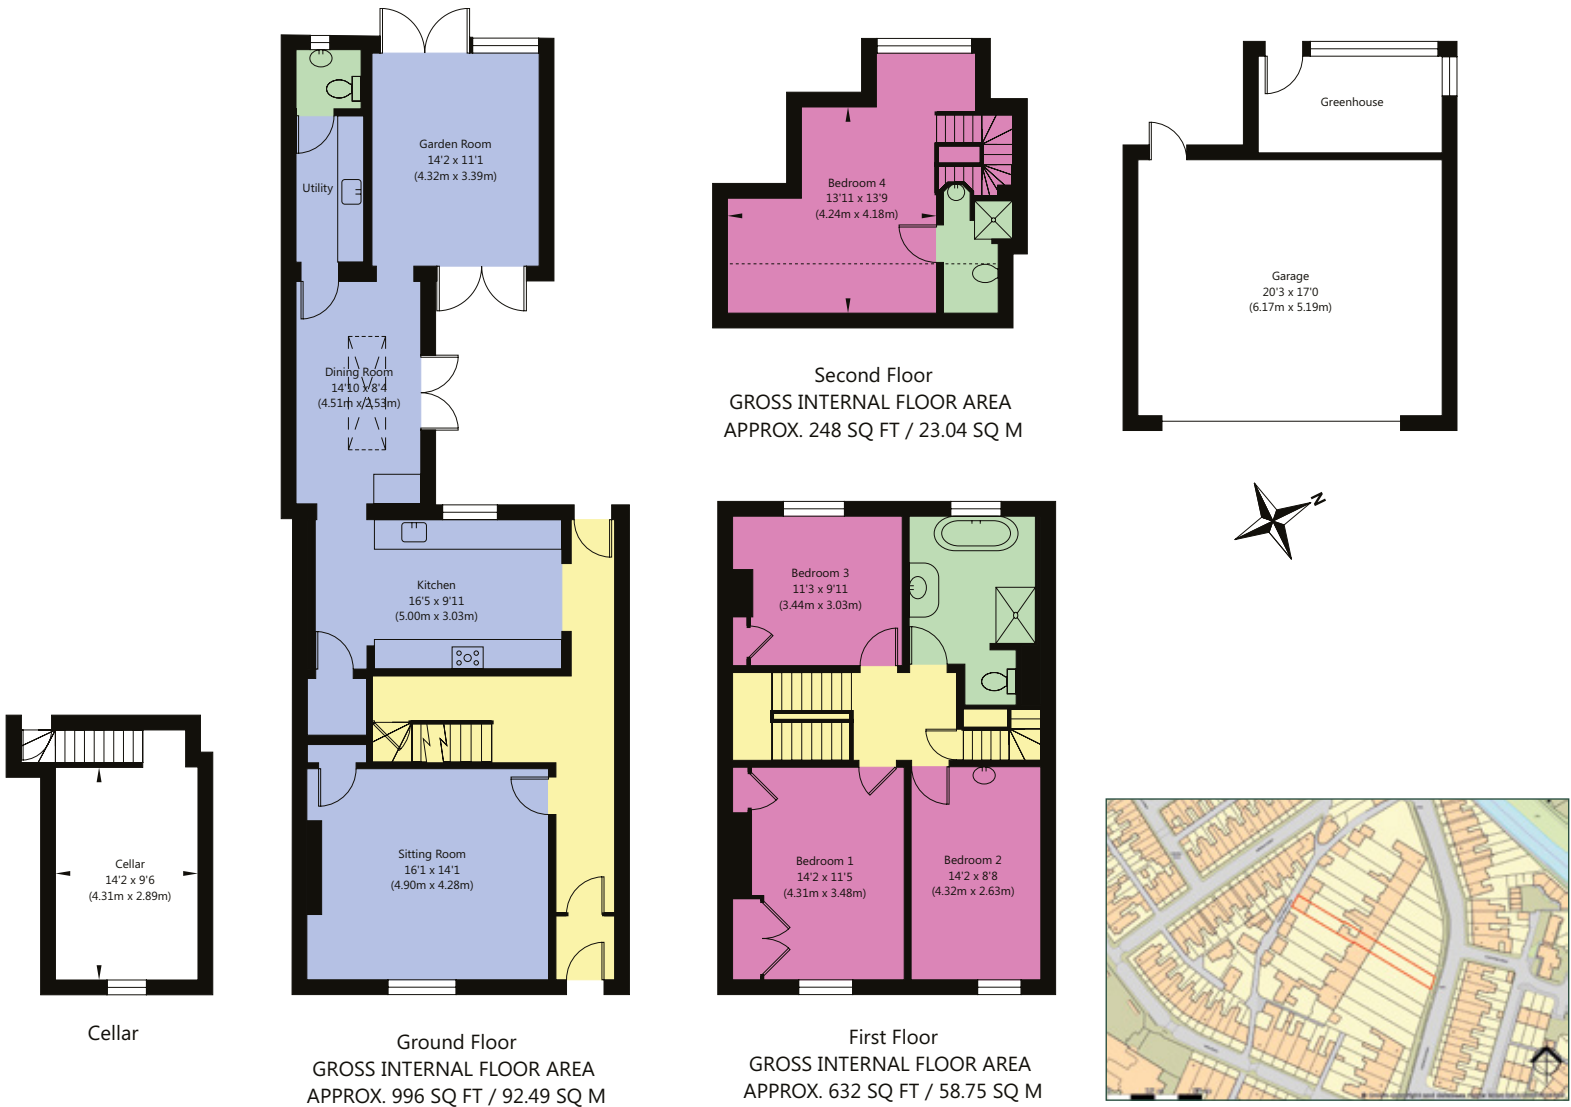 Garden Room
14'2 x 11'1
(4.32m x 3.39m)
Utility
Dining Room
14'10 x 8'4
(4.51m x 2.53m)
Kitchen
16'5 x 9'11
(5.00m x 3.03m)
Sitting Room
16'1 x 14'1
(4.90m x 4.28m)
Ground Floor
GROSS INTERNAL FLOOR AREA
APPROX. 996 SQ FT / 92.49 SQ M
Cellar
14'2 x 9'6
(4.31m x 2.89m)
Cellar
Bedroom 4
13'11 x 13'9
(4.24m x 4.18m)
Second Floor
GROSS INTERNAL FLOOR AREA
APPROX. 248 SQ FT / 23.04 SQ M
Bedroom 3
11'3 x 9'11
(3.44m x 3.03m)
Bedroom 1
14'2 x 11'5
(4.31m x 3.48m)
Bedroom 2
14'2 x 8'8
(4.32m x 2.63m)
First Floor
GROSS INTERNAL FLOOR AREA
APPROX. 632 SQ FT / 58.75 SQ M
Greenhouse
Garage
20'3 x 17'0
(6.17m x 5.19m)
N